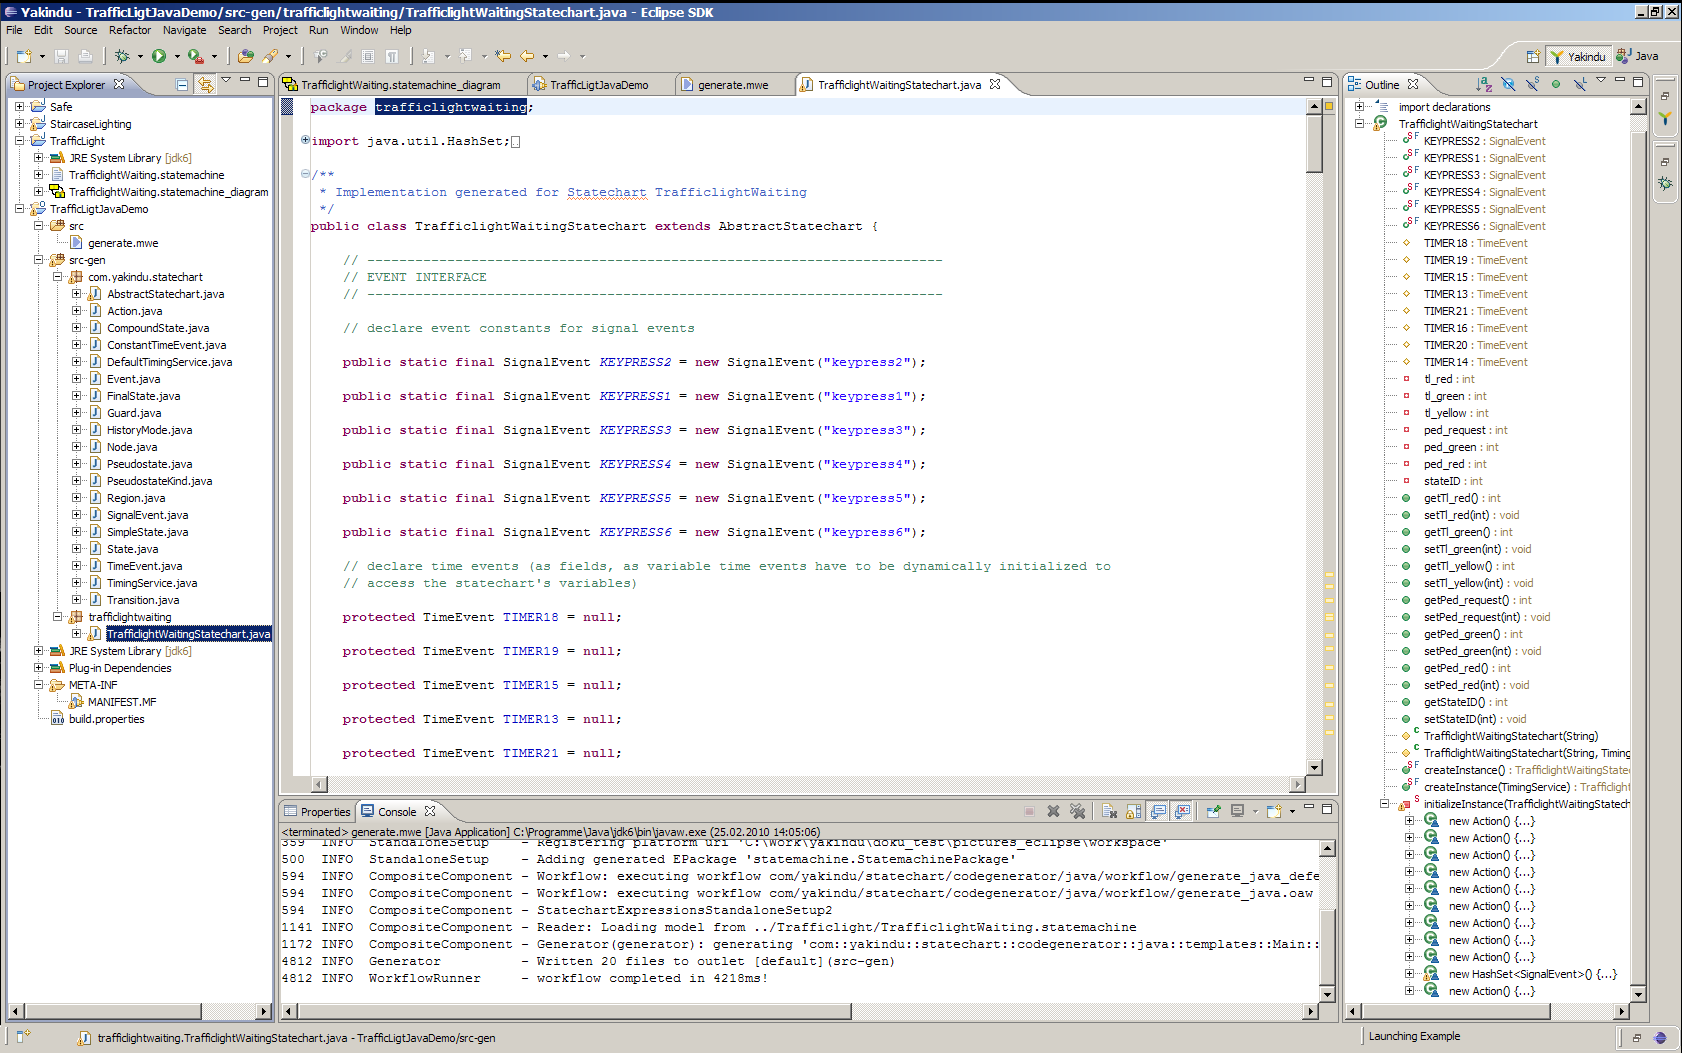 Yakindu - TrafficLigtJavaDemo/src-gen/trafficlightwaiting/TrafficlightWaitingStatechart.java - Eclipse SDK
File Edit Source Refactor Navigate Search Project Run Window Help
Yakindu Java
Project Explorer
Safe
StaircaseLighting
TrafficLight
JRE System Library [jdk6]
TrafficlightWaiting.statemachine
TrafficlightWaiting.statemachine_diagram
TrafficLigtJavaDemo
src
generate.mwe
src-gen
com.yakindu.statechart
AbstractStatechart.java
Action.java
CompoundState.java
ConstantTimeEvent.java
DefaultTimingService.java
Event.java
FinalState.java
Guard.java
HistoryMode.java
Node.java
Pseudostate.java
PseudostateKind.java
Region.java
SignalEvent.java
SimpleState.java
State.java
TimeEvent.java
TimingService.java
Transition.java
trafficlightwaiting
TrafficlightWaitingStatechart.java
JRE System Library [jdk6]
Plug-in Dependencies
META-INF
MANIFEST.MF
build.properties
TrafficlightWaiting.statemachine_diagram TrafficLigtJavaDemo generate.mwe TrafficlightWaitingStatechart.java
package trafficlightwaiting;
import java.util.HashSet;
/**
* Implementation generated for Statechart TrafficlightWaiting
*/
public class TrafficlightWaitingStatechart extends AbstractStatechart {
// ------------------------------------------------------------------------
// EVENT INTERFACE
// ------------------------------------------------------------------------
// declare event constants for signal events
public static final SignalEvent KEYPRESS2 = new SignalEvent("keypress2");
public static final SignalEvent KEYPRESS1 = new SignalEvent("keypress1");
public static final SignalEvent KEYPRESS3 = new SignalEvent("keypress3");
public static final SignalEvent KEYPRESS4 = new SignalEvent("keypress4");
public static final SignalEvent KEYPRESS5 = new SignalEvent("keypress5");
public static final SignalEvent KEYPRESS6 = new SignalEvent("keypress6");
// declare time events (as fields, as variable time events have to be dynamically initialized to
// access the statechart's variables)
protected TimeEvent TIMER18 = null;
protected TimeEvent TIMER19 = null;
protected TimeEvent TIMER15 = null;
protected TimeEvent TIMER13 = null;
protected TimeEvent TIMER21 = null;
Properties Console
<terminated> generate.mwe [Java Application] C:\Programme\Java\jdk6\bin\javaw.exe (25.02.2010 14:05:06)
359 INFO StandaloneSetup - Registering platform uri 'C:\Work\yakindu\doku_test\pictures_eclipse\workspace'
500 INFO StandaloneSetup - Adding generated EPackage 'statemachine.StatemachinePackage'
594 INFO CompositeComponent - Workflow: executing workflow com/yakindu/statechart/codegenerator/java/workflow/generate_java_defe
594 INFO CompositeComponent - Workflow: executing workflow com/yakindu/statechart/codegenerator/java/workflow/generate_java.oaw
594 INFO CompositeComponent - StatechartExpressionsStandaloneSetup2
1141 INFO CompositeComponent - Reader: Loading model from ../Trafficlight/TrafficlightWaiting.statemachine
1172 INFO CompositeComponent - Generator(generator): generating 'com::yakindu::statechart::codegenerator::java::templates::Main::
4812 INFO Generator - Written 20 files to outlet [default](src-gen)
4812 INFO WorkflowRunner - workflow completed in 4218ms!
Outline
import declarations
TrafficlightWaitingStatechart
KEYPRESS2 : SignalEvent
KEYPRESS1 : SignalEvent
KEYPRESS3 : SignalEvent
KEYPRESS4 : SignalEvent
KEYPRESS5 : SignalEvent
KEYPRESS6 : SignalEvent
TIMER18 : TimeEvent
TIMER19 : TimeEvent
TIMER15 : TimeEvent
TIMER13 : TimeEvent
TIMER21 : TimeEvent
TIMER16 : TimeEvent
TIMER20 : TimeEvent
TIMER14 : TimeEvent
tl_red : int
tl_green : int
tl_yellow : int
ped_request : int
ped_green : int
ped_red : int
stateID : int
getTl_red() : int
setTl_red(int) : void
getTl_green() : int
setTl_green(int) : void
getTl_yellow() : int
setTl_yellow(int) : void
getPed_request() : int
setPed_request(int) : void
getPed_green() : int
setPed_green(int) : void
getPed_red() : int
setPed_red(int) : void
getStateID() : int
setStateID(int) : void
TrafficlightWaitingStatechart(String)
TrafficlightWaitingStatechart(String, Timing
createInstance() : TrafficlightWaitingState
createInstance(TimingService) : Trafficlight
initializeInstance(TrafficlightWaitingStatech
new Action() {...}
new Action() {...}
new Action() {...}
new Action() {...}
new Action() {...}
new Action() {...}
new Action() {...}
new Action() {...}
new Action() {...}
new HashSet<SignalEvent>() {...}
new Action() {...}
trafficlightwaiting.TrafficlightWaitingStatechart.java - TrafficLigtJavaDemo/src-gen
Launching Example